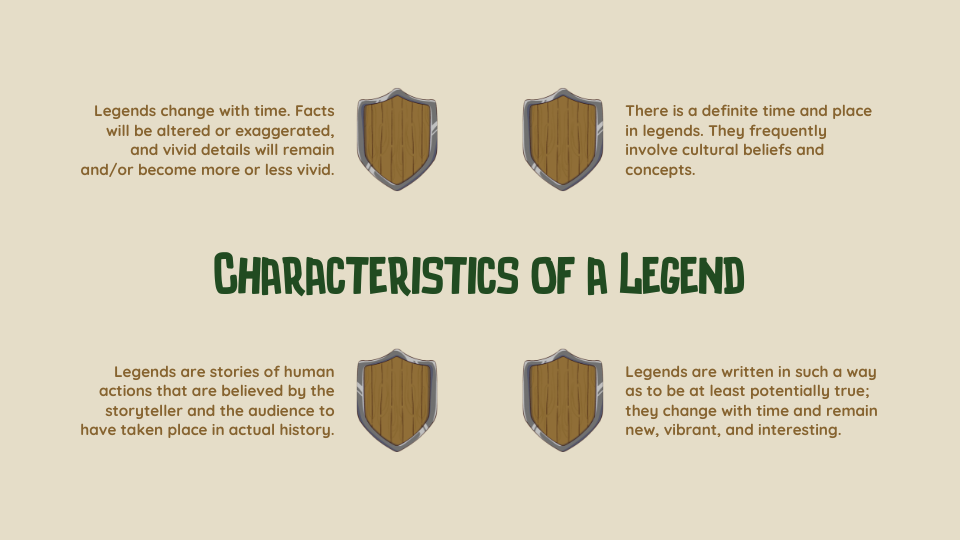 Legends change with time. Facts
will be altered or exaggerated,
and vivid details will remain
and/or become more or less vivid.
There is a definite time and place
in legends. They frequently
involve cultural beliefs and
concepts.
Characteristics of a Legend
Legends are stories of human
actions that are believed by the
storyteller and the audience to
have taken place in actual history.
Legends are written in such a way
as to be at least potentially true;
they change with time and remain
new, vibrant, and interesting.